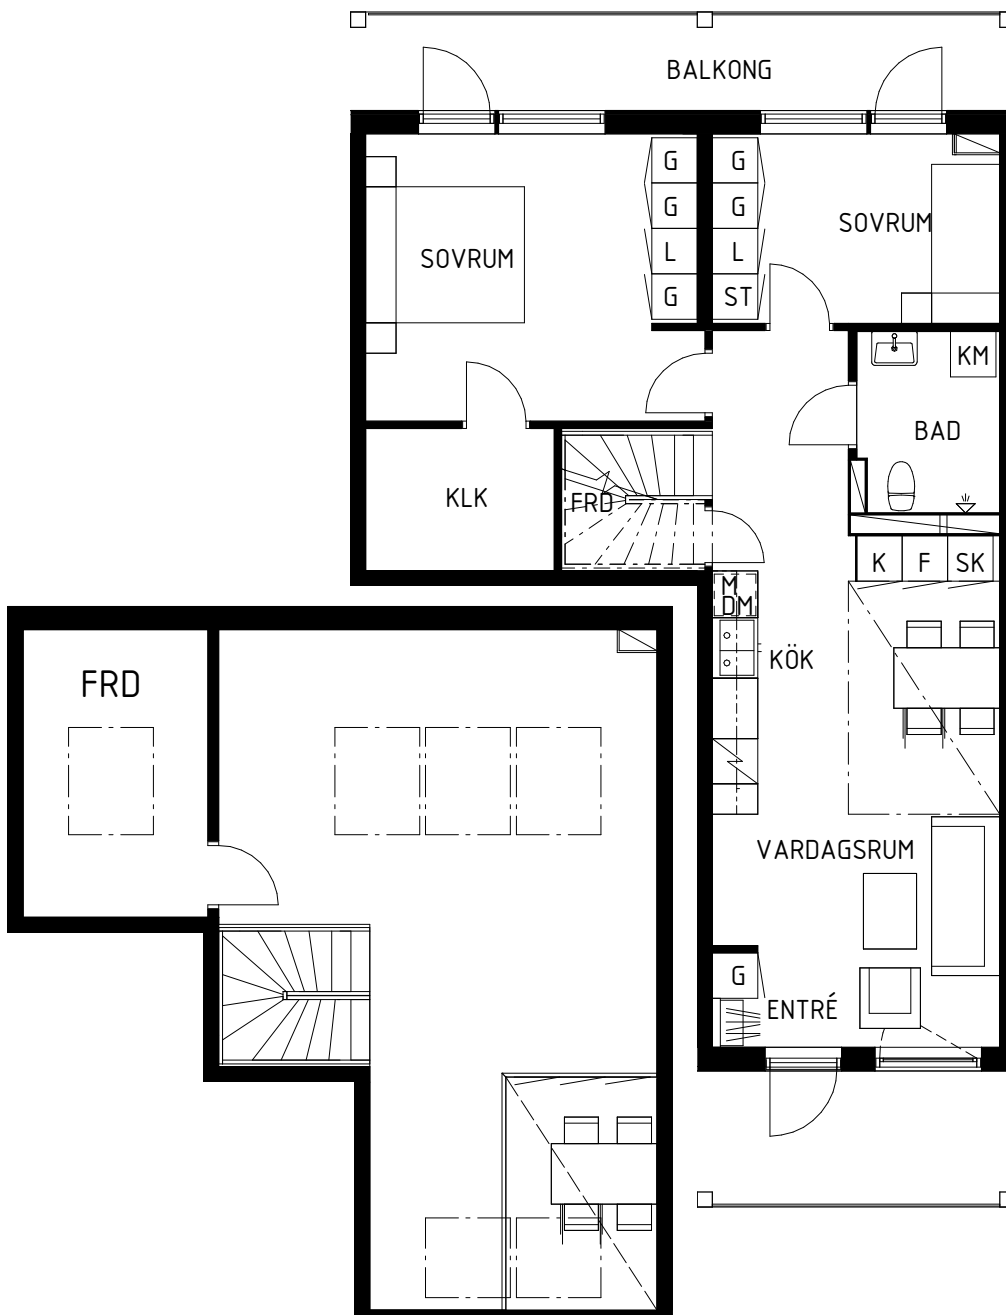 BALKONG
G
G
L
G
G
G
L
ST
SOVRUM
SOVRUM
KM
BAD
KLK
FRD
K F SK
M
DM
KÖK
FRD
VARDAGSRUM
G
ENTRÉ